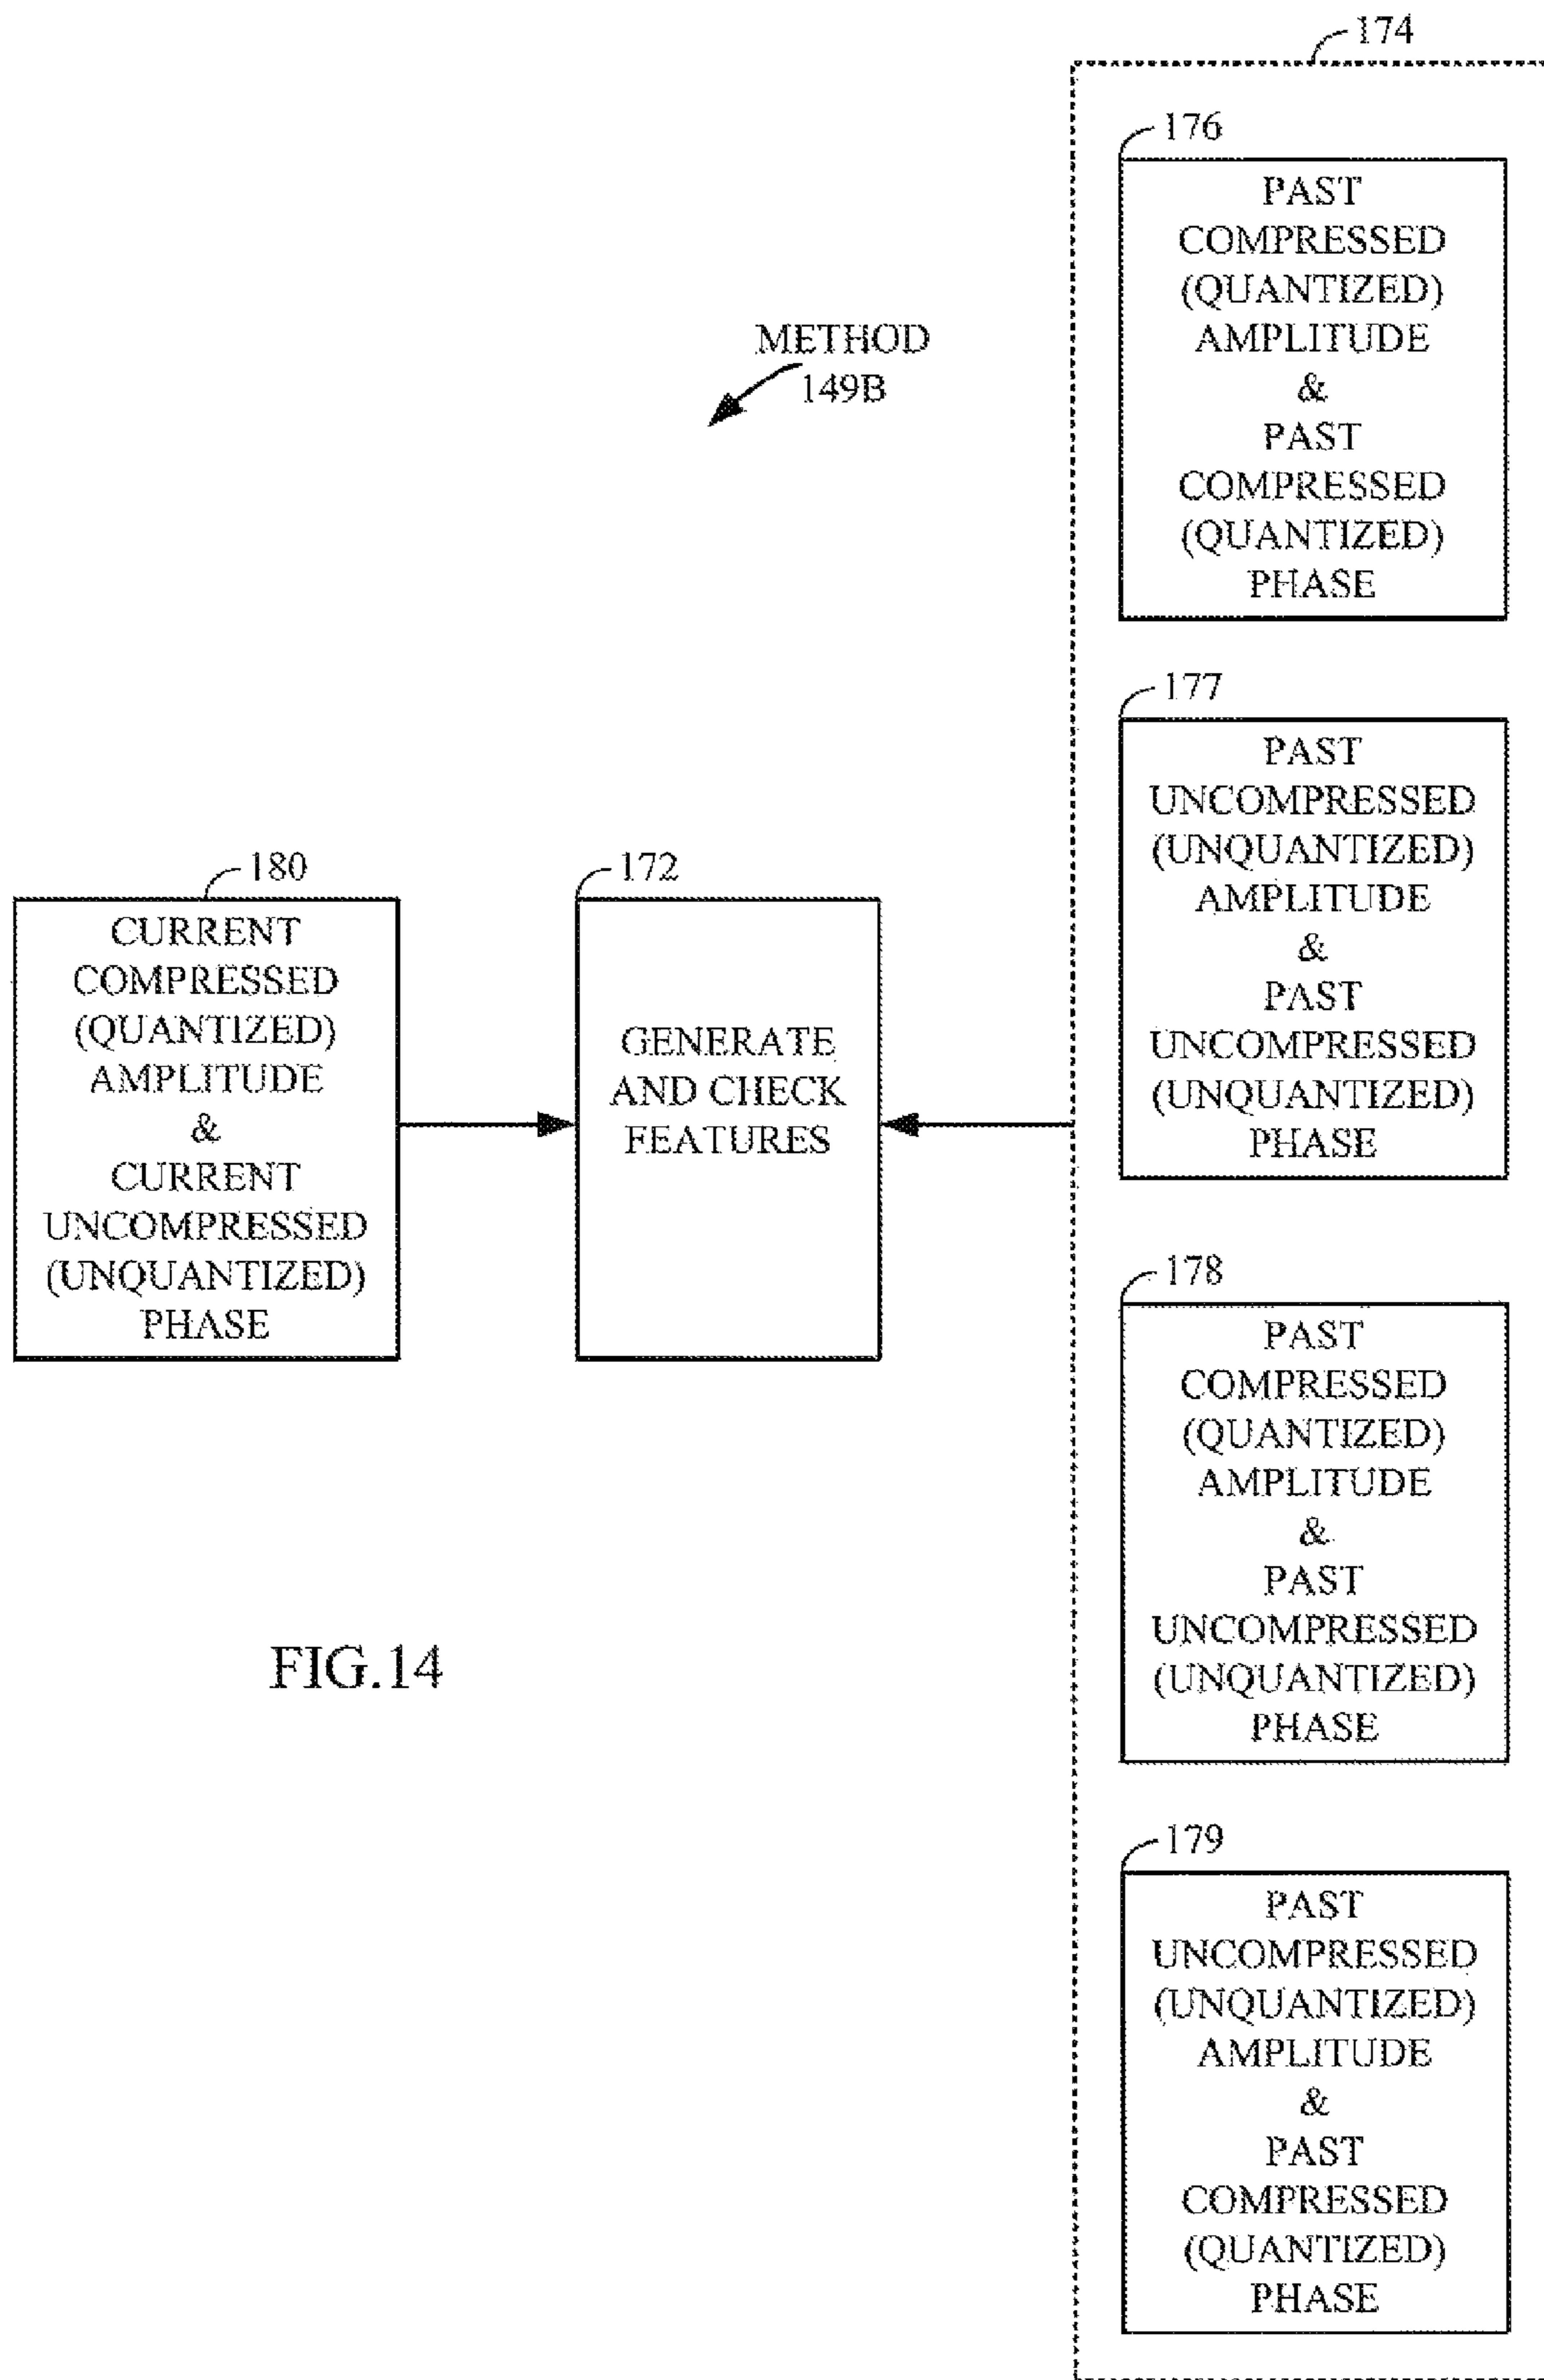 174
176
PAST
COMPRESSED
(QUANTIZED)
AMPLITUDE
&
PAST
COMPRESSED
(QUANTIZED)
PHASE
METHOD
149B
177
PAST
UNCOMPRESSED
(UNQUANTIZED)
AMPLITUDE
&
PAST
UNCOMPRESSED
(UNQUANTIZED)
PHASE
180
CURRENT
COMPRESSED
(QUANTIZED)
AMPLITUDE
&
CURRENT
UNCOMPRESSED
(UNQUANTIZED)
PHASE
172
GENERATE
AND CHECK
FEATURES
178
PAST
COMPRESSED
(QUANTIZED)
AMPLITUDE
&
PAST
UNCOMPRESSED
(UNQUANTIZED)
PHASE
FIG.14
179
PAST
UNCOMPRESSED
(UNQUANTIZED)
AMPLITUDE
&
PAST
COMPRESSED
(QUANTIZED)
PHASE